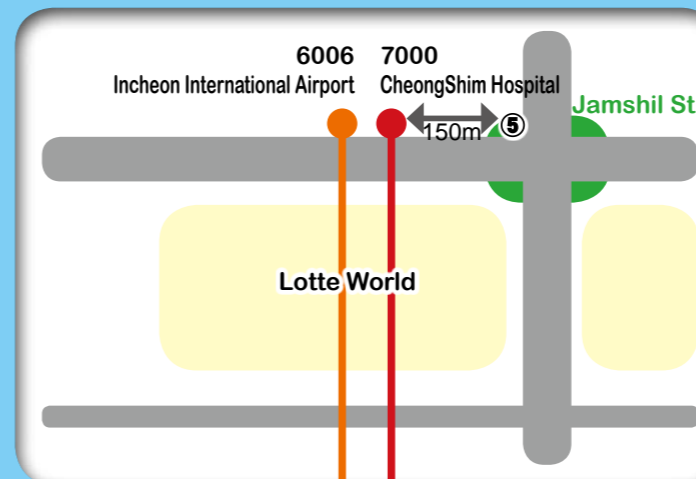 6006 7000
Incheon International Airport CheongShim Hospital
Jamshil St
150m ⑤
Lotte World